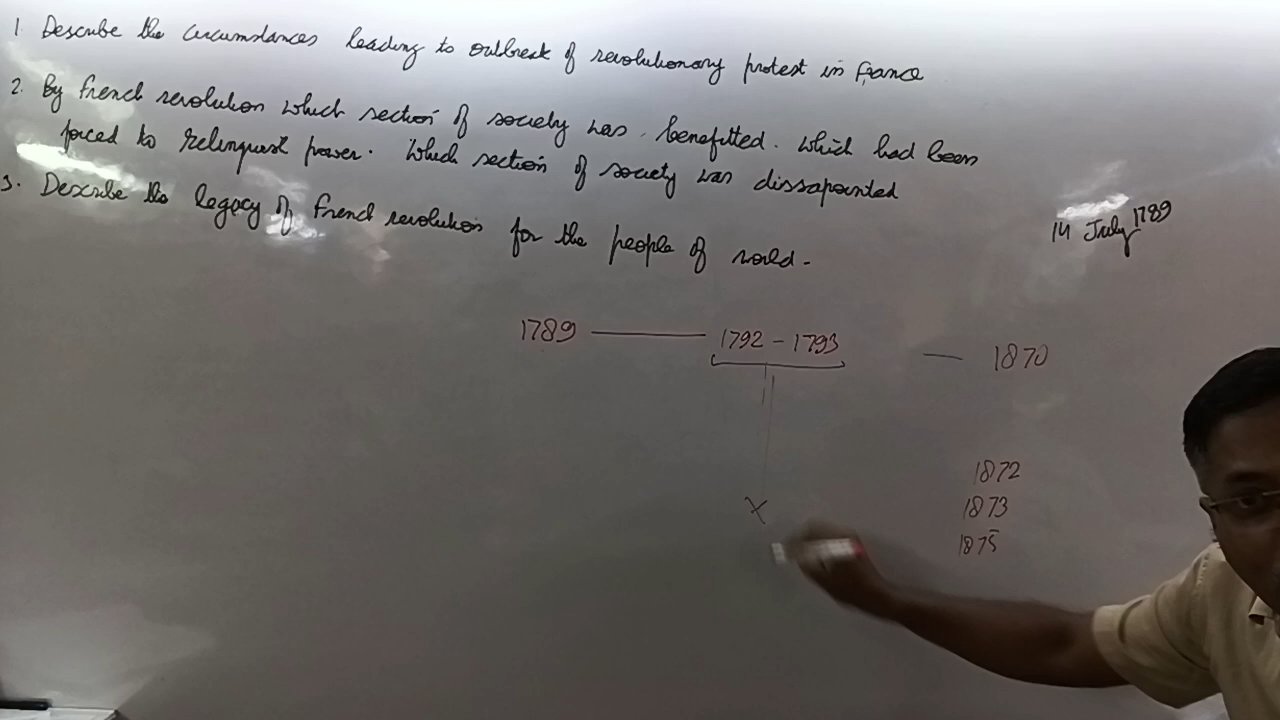 1. Describe the circumstances leading to outbreak of revolutionary protest in France
2. By french revolution which section of society was benefitted. which had been
forced to relinquist power. Which section of society was dissapointed
3. Describe the legacy of french revolution for the people of world.
14 July 1789
1789 — 1792 - 1793 — 1870
1872
1873
1875
X